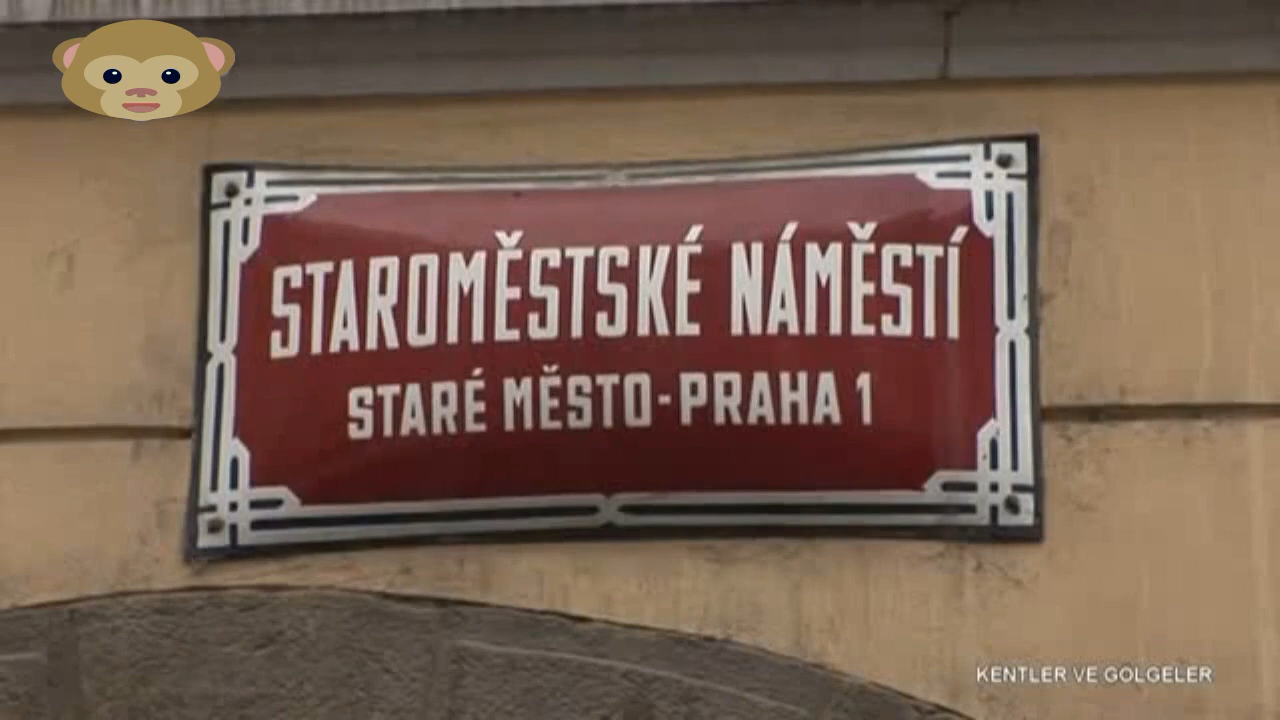 STAROMĚSTSKÉ NÁMĚSTÍ
STARÉ MĚSTO-PRAHA 1
KENTLER VE GOLGELER